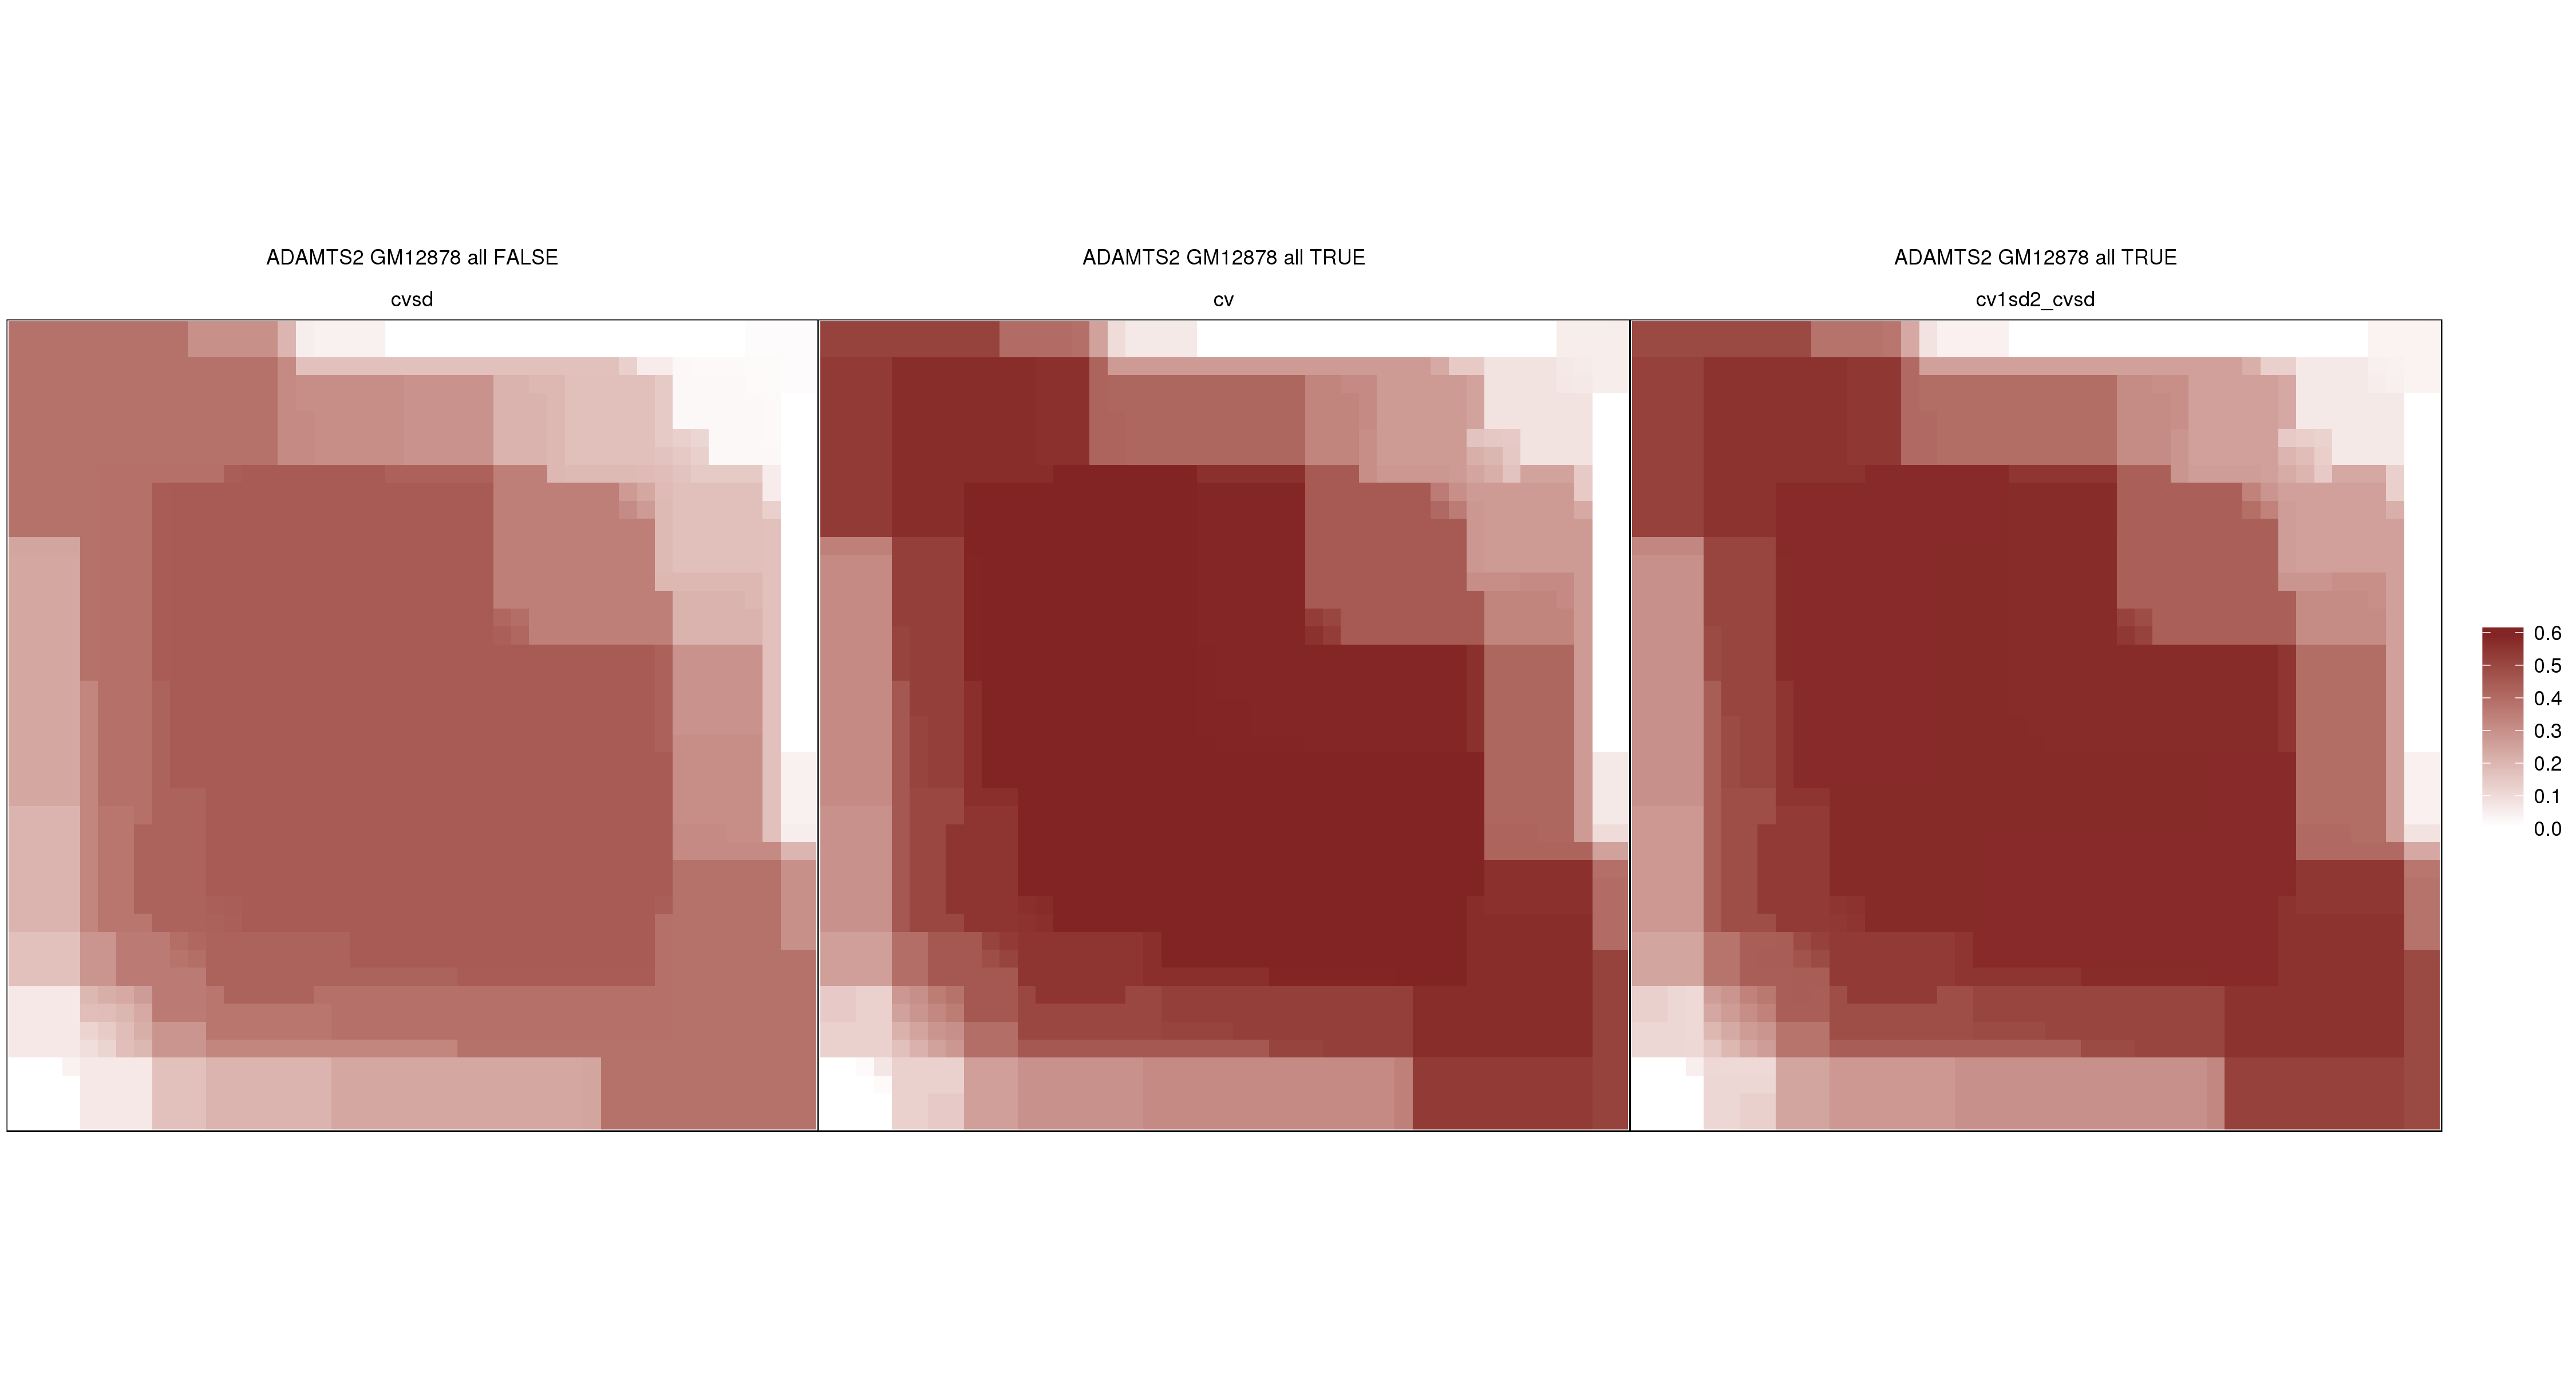 ADAMTS2 GM12878 all FALSE
cvsd
ADAMTS2 GM12878 all TRUE
cv
ADAMTS2 GM12878 all TRUE
cv1sd2_cvsd
0.6
0.5
0.4
0.3
0.2
0.1
0.0